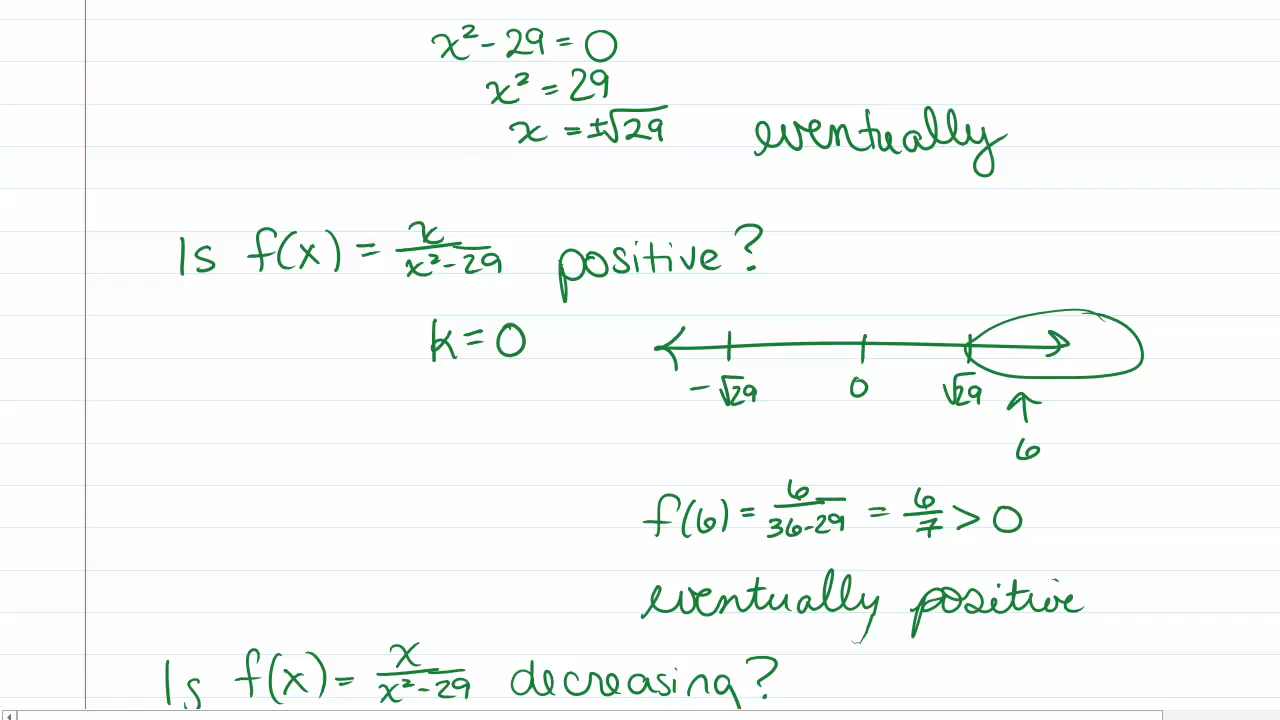 x² - 29 = 0
x² = 29
x = ±√29
eventually
Is f(x) = x/(x² - 29) positive?
k = 0
-√29 0 √29
6
f(6) = 6/(36-29) = 6/7 > 0
eventually positive
Is f(x) = x/(x² - 29) decreasing?